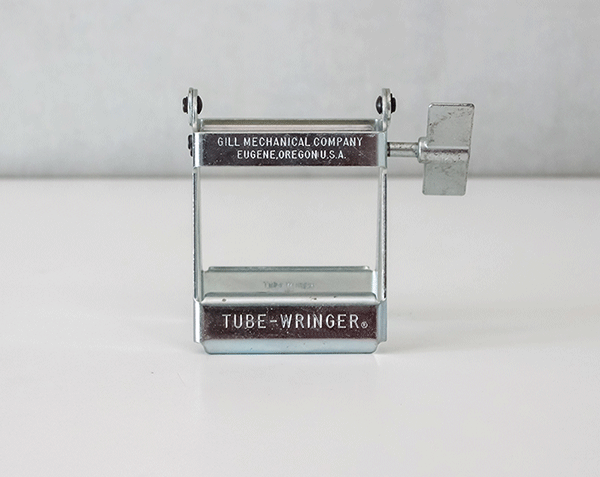 GILL MECHANICAL COMPANY
EUGENE,OREGON U.S.A.
TUBE-WRINGER®